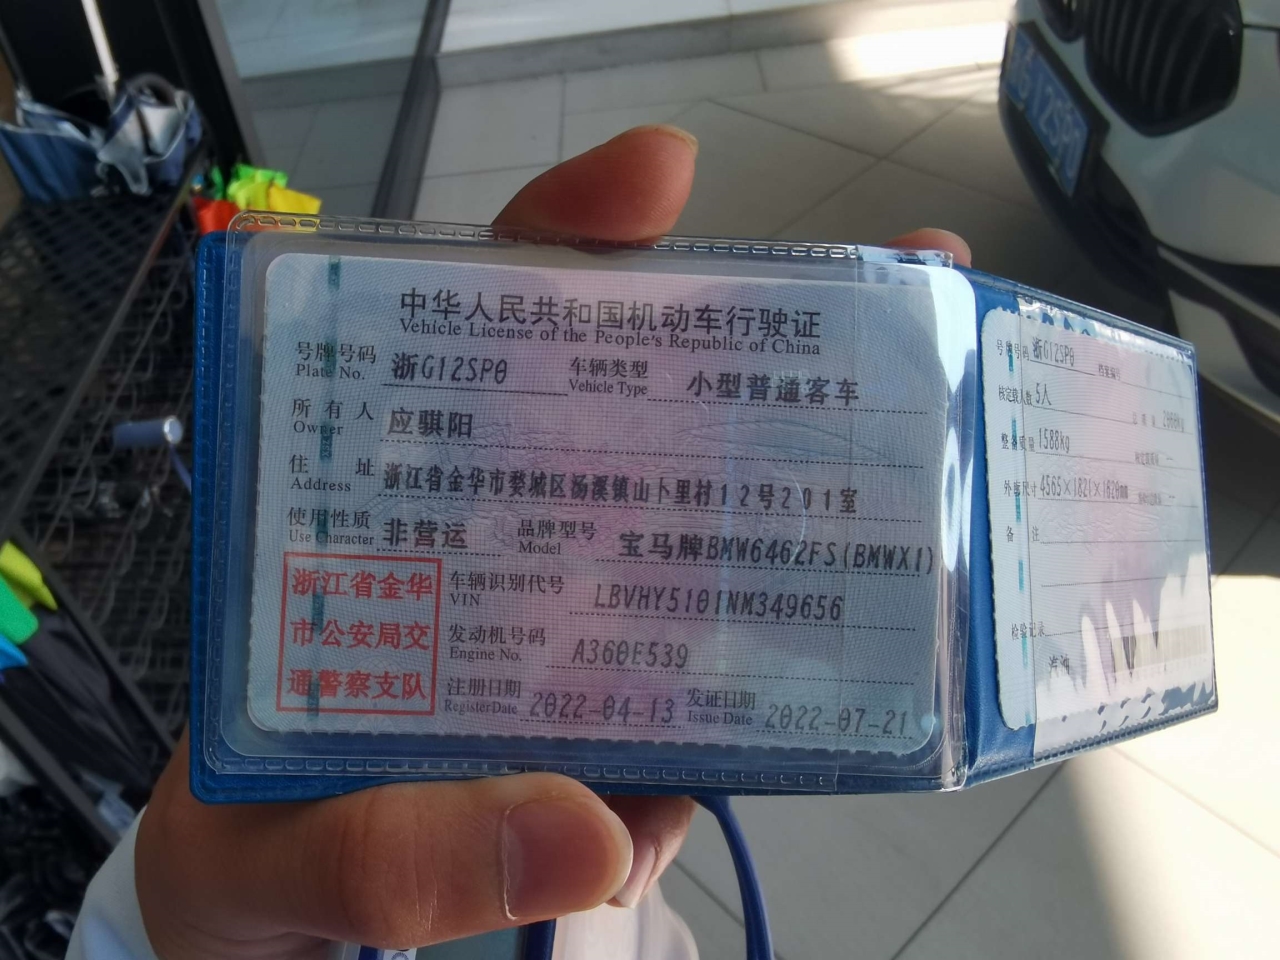 中华人民共和国机动车行驶证
Vehicle License of the People's Republic of China
号牌号码 浙G12SP0 车辆类型 小型普通客车
Plate No. Vehicle Type
所有人 应骐阳
Owner
住址 浙江省金华市婺城区汤溪镇山卜里村12号201室
Address
使用性质 非营运 品牌型号 宝马牌BMW6462FS(BMWX1)
Use Character Model
浙江省金华
市公安局交
通警察支队
车辆识别代号 LBVHY5101NM349656
VIN
发动机号码 A360E539
Engine No.
注册日期 2022-04-13 发证日期 2022-07-21
Register Date Issue Date
号牌号码 浙G12SP0 档案编号
核定载人数 5人
整备质量 1588kg
外廓尺寸 4565×1821×1620mm
备注
检验记录
汽油